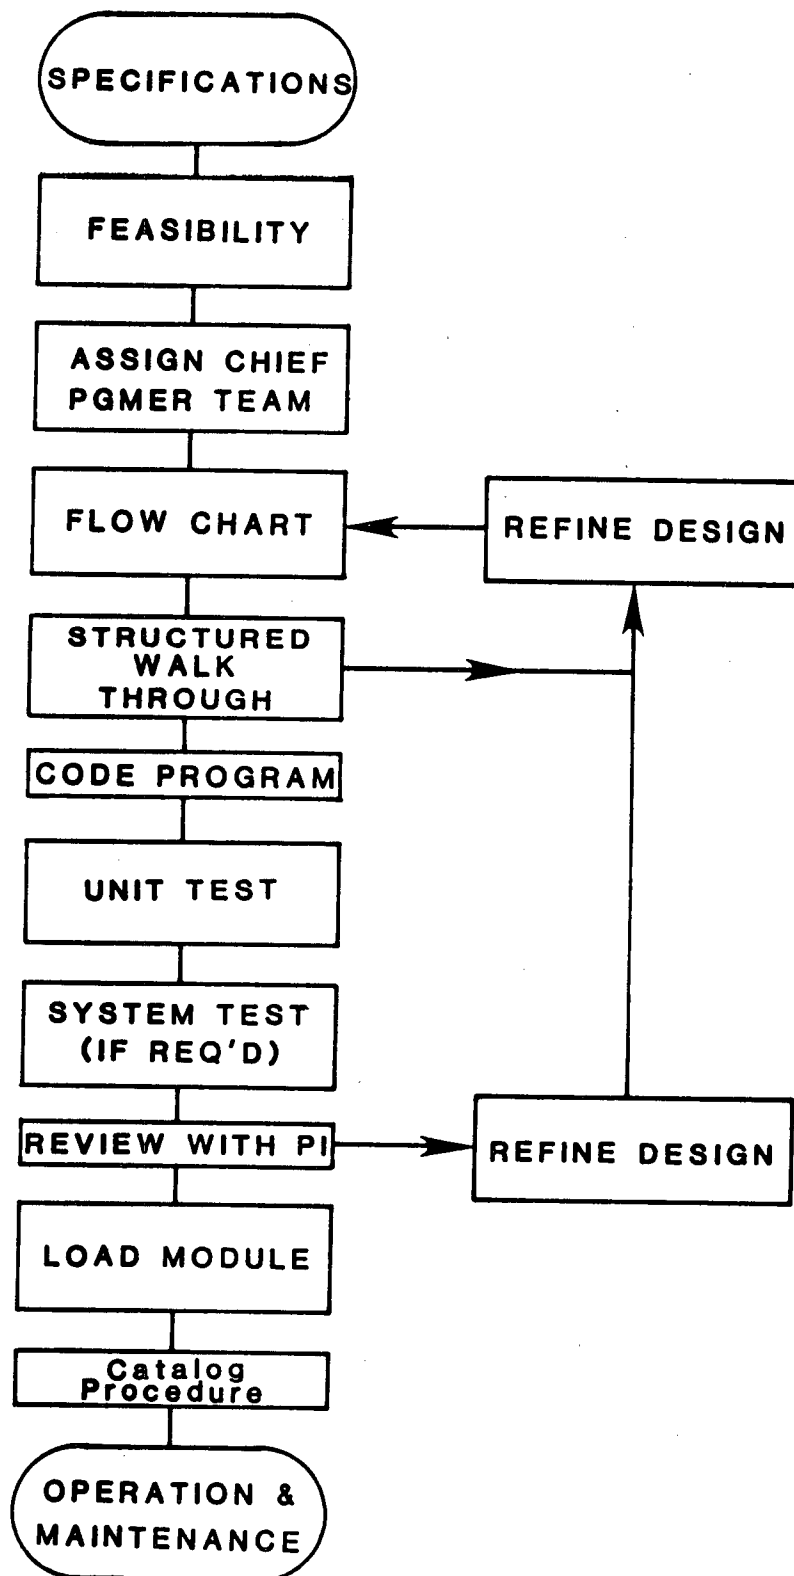 SPECIFICATIONS
FEASIBILITY
ASSIGN CHIEF
PGMER TEAM
FLOW CHART
REFINE DESIGN
STRUCTURED
WALK
THROUGH
CODE PROGRAM
UNIT TEST
SYSTEM TEST
(IF REQ'D)
REVIEW WITH PI
REFINE DESIGN
LOAD MODULE
Catalog
Procedure
OPERATION &
MAINTENANCE